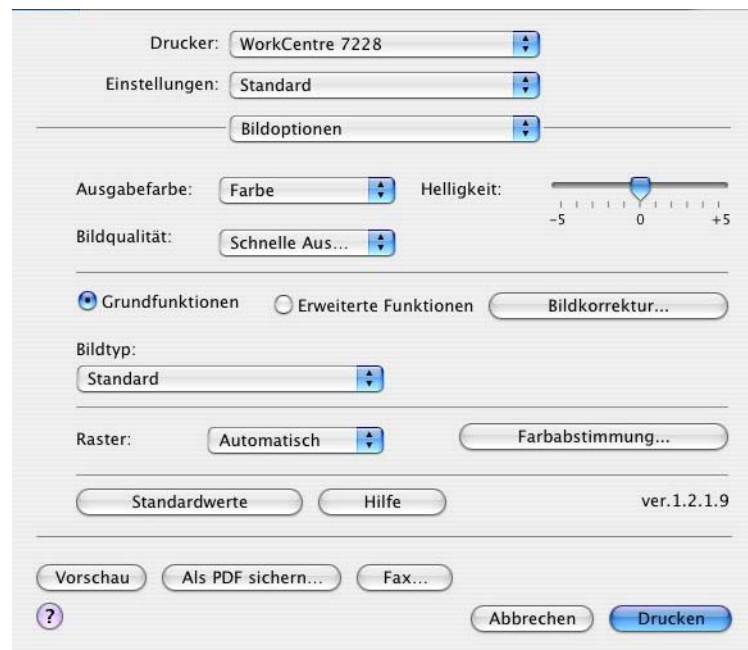 Drucker: WorkCentre 7228
Einstellungen: Standard
Bildoptionen
Ausgabefarbe: Farbe Helligkeit:
-5 0 +5
Bildqualität: Schnelle Aus...
Grundfunktionen Erweiterte Funktionen Bildkorrektur...
Bildtyp:
Standard
Raster: Automatisch Farbabstimmung...
Standardwerte Hilfe ver.1.2.1.9
Vorschau Als PDF sichern... Fax...
? Abbrechen Drucken